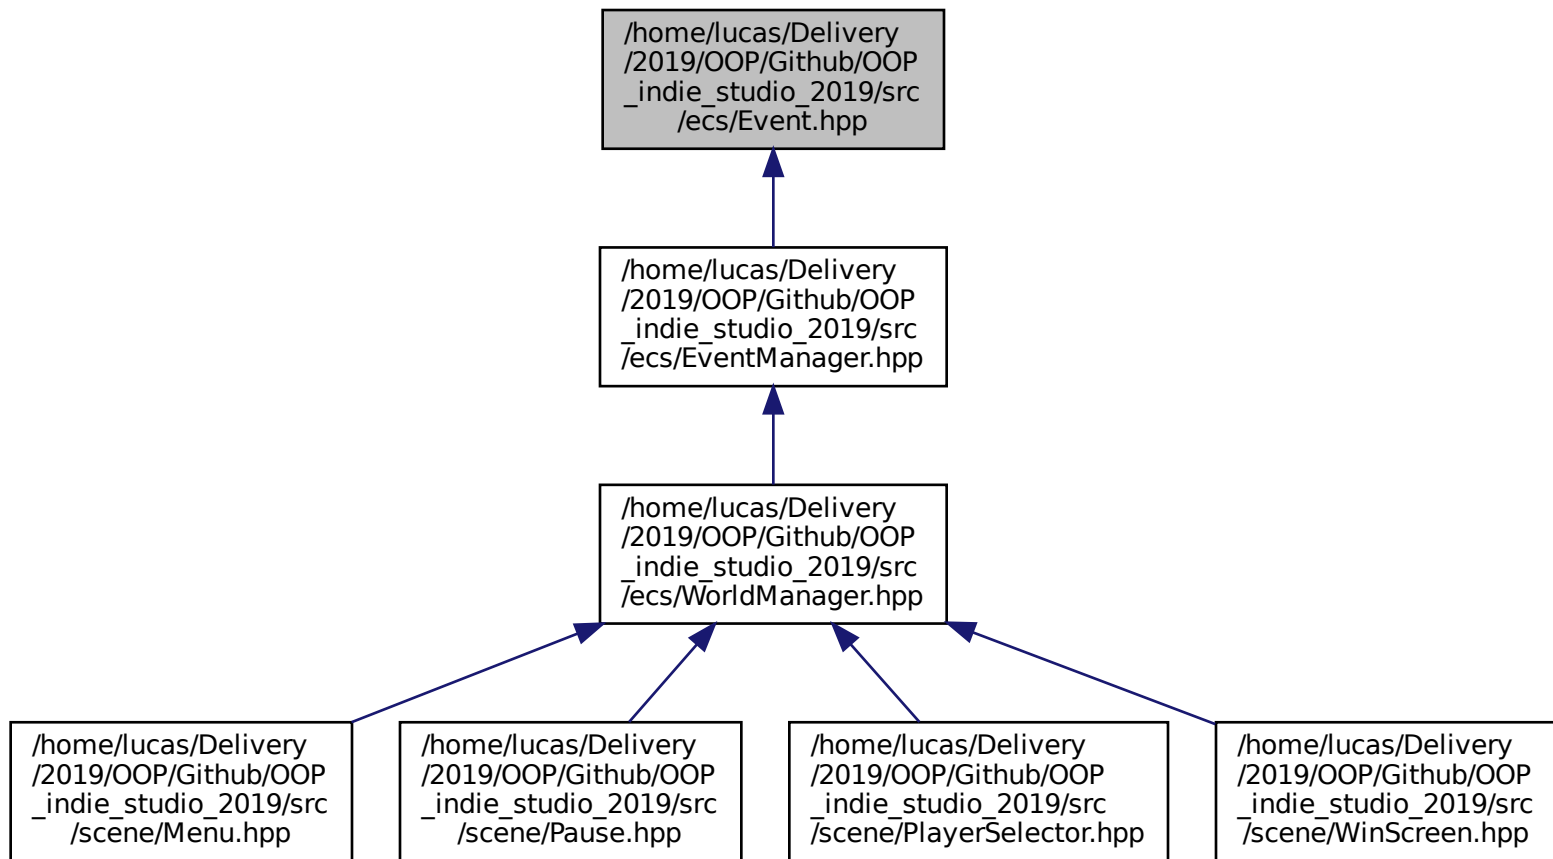 /home/lucas/Delivery
/2019/OOP/Github/OOP
_indie_studio_2019/src
/ecs/Event.hpp
/home/lucas/Delivery
/2019/OOP/Github/OOP
_indie_studio_2019/src
/ecs/EventManager.hpp
/home/lucas/Delivery
/2019/OOP/Github/OOP
_indie_studio_2019/src
/ecs/WorldManager.hpp
/home/lucas/Delivery
/2019/OOP/Github/OOP
_indie_studio_2019/src
/scene/Menu.hpp
/home/lucas/Delivery
/2019/OOP/Github/OOP
_indie_studio_2019/src
/scene/Pause.hpp
/home/lucas/Delivery
/2019/OOP/Github/OOP
_indie_studio_2019/src
/scene/PlayerSelector.hpp
/home/lucas/Delivery
/2019/OOP/Github/OOP
_indie_studio_2019/src
/scene/WinScreen.hpp